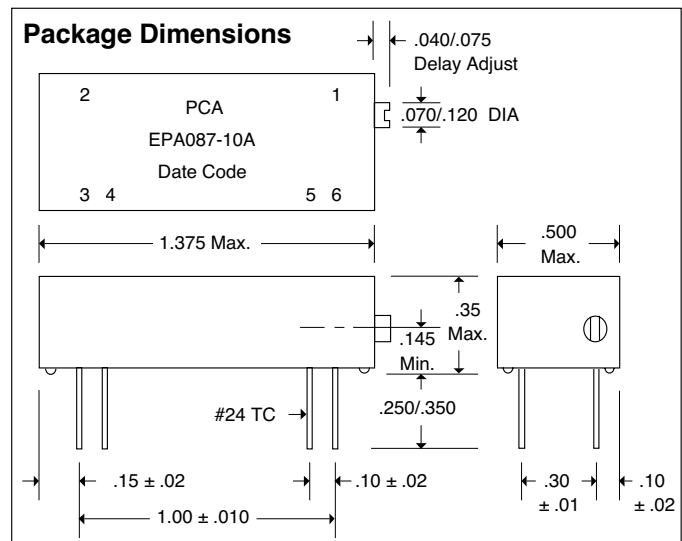 Package Dimensions
.040/.075
Delay Adjust
2 1
PCA
.070/.120 DIA
EPA087-10A
Date Code
3 4 5 6
1.375 Max.
.500
Max.
.35
Max.
.145
Min.
#24 TC
.250/.350
.15 ± .02
.10 ± .02
.30
± .01
.10
± .02
1.00 ± .010